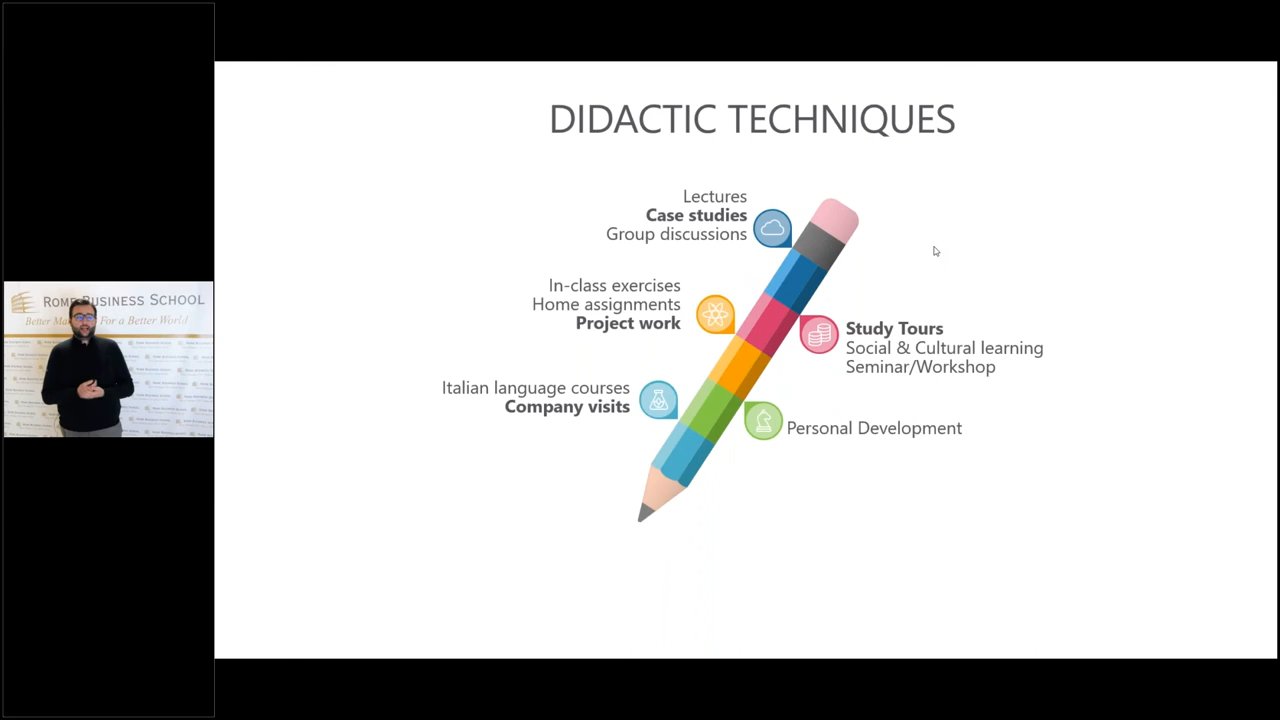 DIDACTIC TECHNIQUES
Lectures
Case studies
Group discussions
In-class exercises
Home assignments
Project work
Study Tours
Social & Cultural learning
Seminar/Workshop
Italian language courses
Company visits
Personal Development
ROME BUSINESS SCHOOL
For a Better World